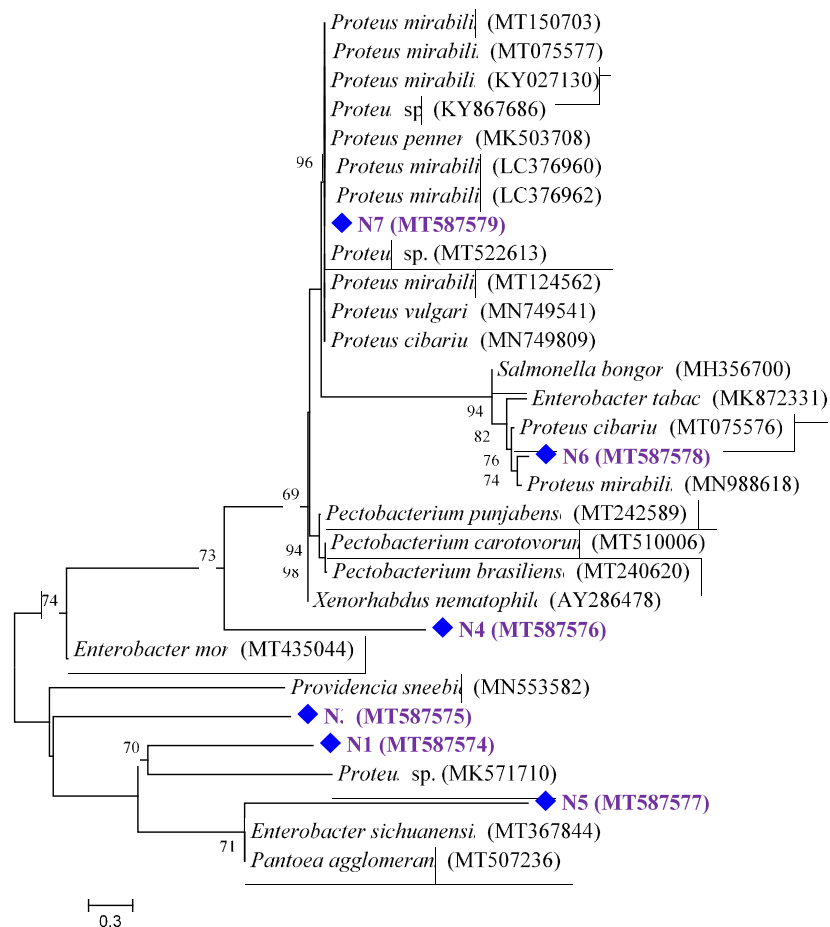 Proteus mirabili (MT150703)
Proteus mirabili. (MT075577)
Proteus mirabili. (KY027130)
Proteu sp (KY867686)
Proteus penner (MK503708)
96
Proteus mirabili (LC376960)
Proteus mirabili (LC376962)
N7 (MT587579)
Proteu sp. (MT522613)
Proteus mirabili (MT124562)
Proteus vulgari (MN749541)
Proteus cibariu (MN749809)
Salmonella bongor (MH356700)
Enterobacter tabac (MK872331)
94
Proteus cibariu (MT075576)
82
N6 (MT587578)
76
74
Proteus mirabili. (MN988618)
69
Pectobacterium punjabens (MT242589)
Pectobacterium carotovorun (MT510006)
94
73
98
Pectobacterium brasiliens (MT240620)
74
Xenorhabdus nematophil (AY286478)
N4 (MT587576)
Enterobacter mor (MT435044)
Providencia sneebi (MN553582)
N. (MT587575)
70
N1 (MT587574)
Proteu. sp. (MK571710)
N5 (MT587577)
Enterobacter sichuanensi. (MT367844)
71
Pantoea agglomeran (MT507236)
0.3